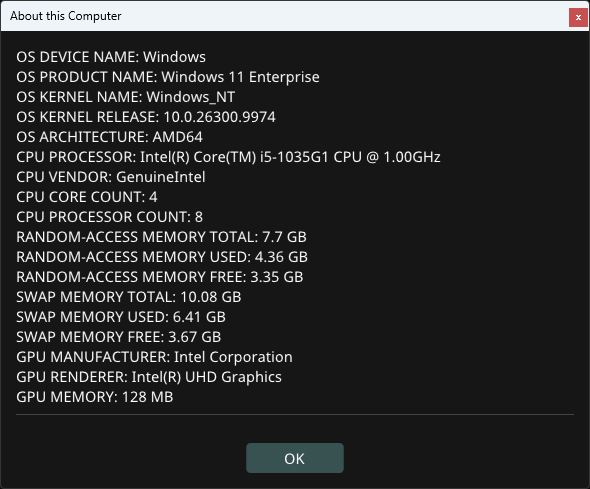 About this Computer
x
OS DEVICE NAME: Windows
OS PRODUCT NAME: Windows 11 Enterprise
OS KERNEL NAME: Windows_NT
OS KERNEL RELEASE: 10.0.26300.9974
OS ARCHITECTURE: AMD64
CPU PROCESSOR: Intel(R) Core(TM) i5-1035G1 CPU @ 1.00GHz
CPU VENDOR: GenuineIntel
CPU CORE COUNT: 4
CPU PROCESSOR COUNT: 8
RANDOM-ACCESS MEMORY TOTAL: 7.7 GB
RANDOM-ACCESS MEMORY USED: 4.36 GB
RANDOM-ACCESS MEMORY FREE: 3.35 GB
SWAP MEMORY TOTAL: 10.08 GB
SWAP MEMORY USED: 6.41 GB
SWAP MEMORY FREE: 3.67 GB
GPU MANUFACTURER: Intel Corporation
GPU RENDERER: Intel(R) UHD Graphics
GPU MEMORY: 128 MB
OK